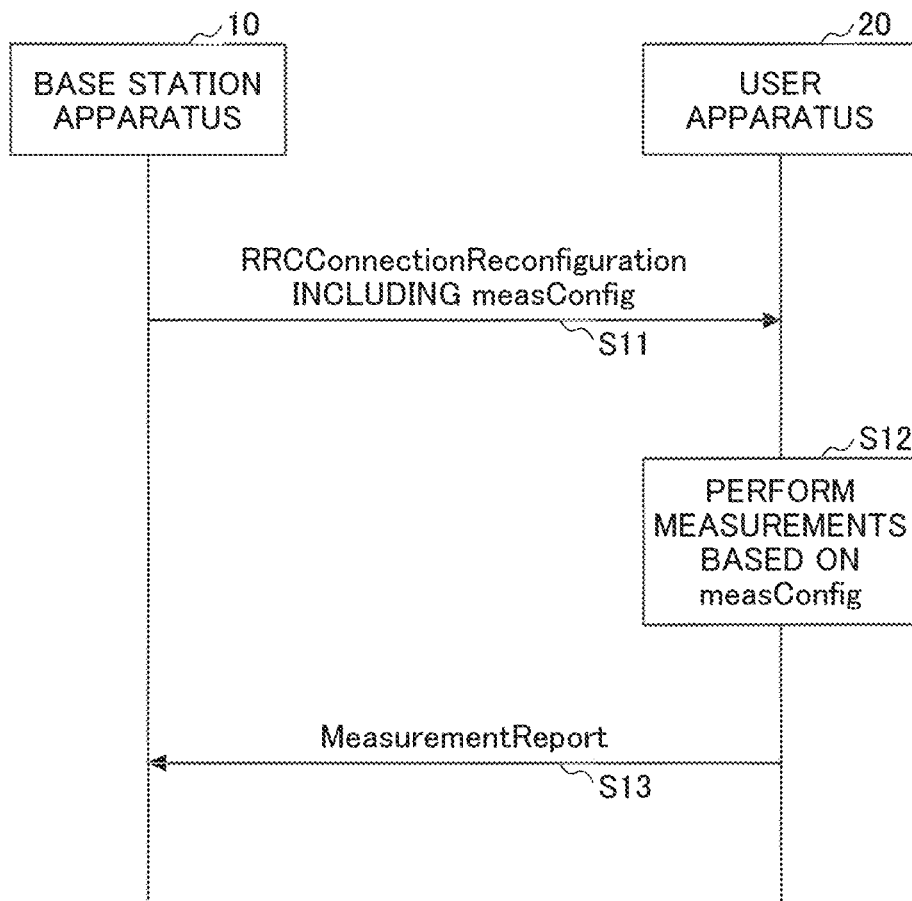 10
BASE STATION
APPARATUS
20
USER
APPARATUS
RRCConnectionReconfiguration
INCLUDING measConfig
S11
S12
PERFORM
MEASUREMENTS
BASED ON
measConfig
MeasurementReport
S13